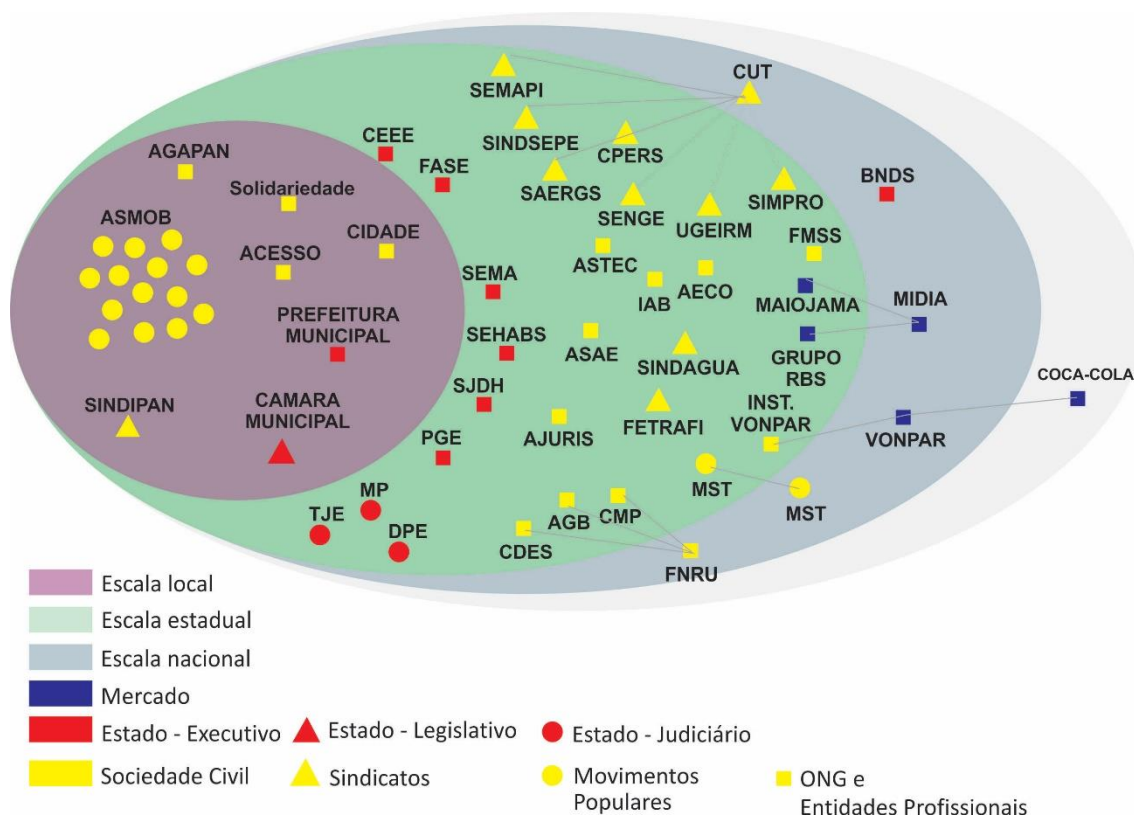 SEMAPI
CUT
SINDSEPE
CPERS
CEEE
FASE
SAERGS
SENGE
UGEIRM
SIMPRO
BNDS
AGAPAN
Solidariedade
ASMOB
ACESSO
CIDADE
PREFEITURA
MUNICIPAL
SINDIPAN
CAMARA
MUNICIPAL
SEMA
SEHABS
SJDH
PGE
ASTEC
IAB
AECO
FMSS
MAIOJAMA
MIDIA
ASAE
SINDAGUA
GRUPO
RBS
COCA-COLA
AJURIS
FETRAFI
INST.
VONPAR
VONPAR
MST
MST
TJE
MP
DPE
CDES
AGB
CMP
FNRU
Escala local
Escala estadual
Escala nacional
Mercado
Estado - Executivo
Estado - Legislativo
Estado - Judiciário
Sociedade Civil
Sindicatos
Movimentos
Populares
ONG e
Entidades Profissionais